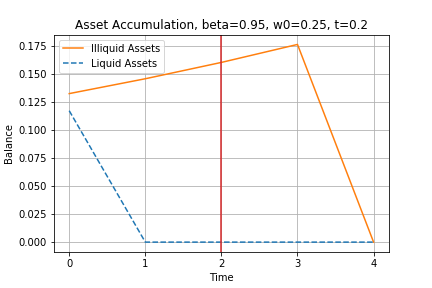 Asset Accumulation, beta=0.95, w0=0.25, t=0.2
Illiquid Assets
Liquid Assets
0.175
0.150
0.125
0.100
0.075
0.050
0.025
0.000
Balance
0 1 2 3 4
Time